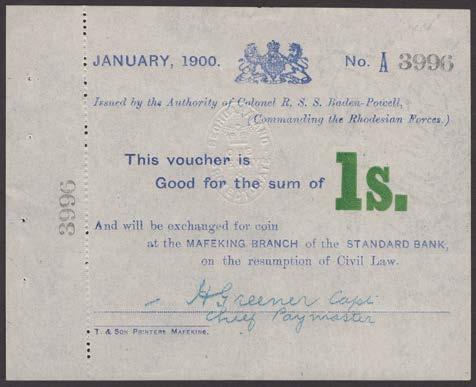 JANUARY, 1900. No. A 3996
Issued by the Authority of Colonel R. S. S. Baden-Powell,
(Commanding the Rhodesian Forces.)
This voucher is
Good for the sum of 1s.
3996
And will be exchanged for coin
at the MAFEKING BRANCH of the STANDARD BANK,
on the resumption of Civil Law.
H Greener Capt
Chief Paymaster
T. & SON PRINTERS MAFEKING.